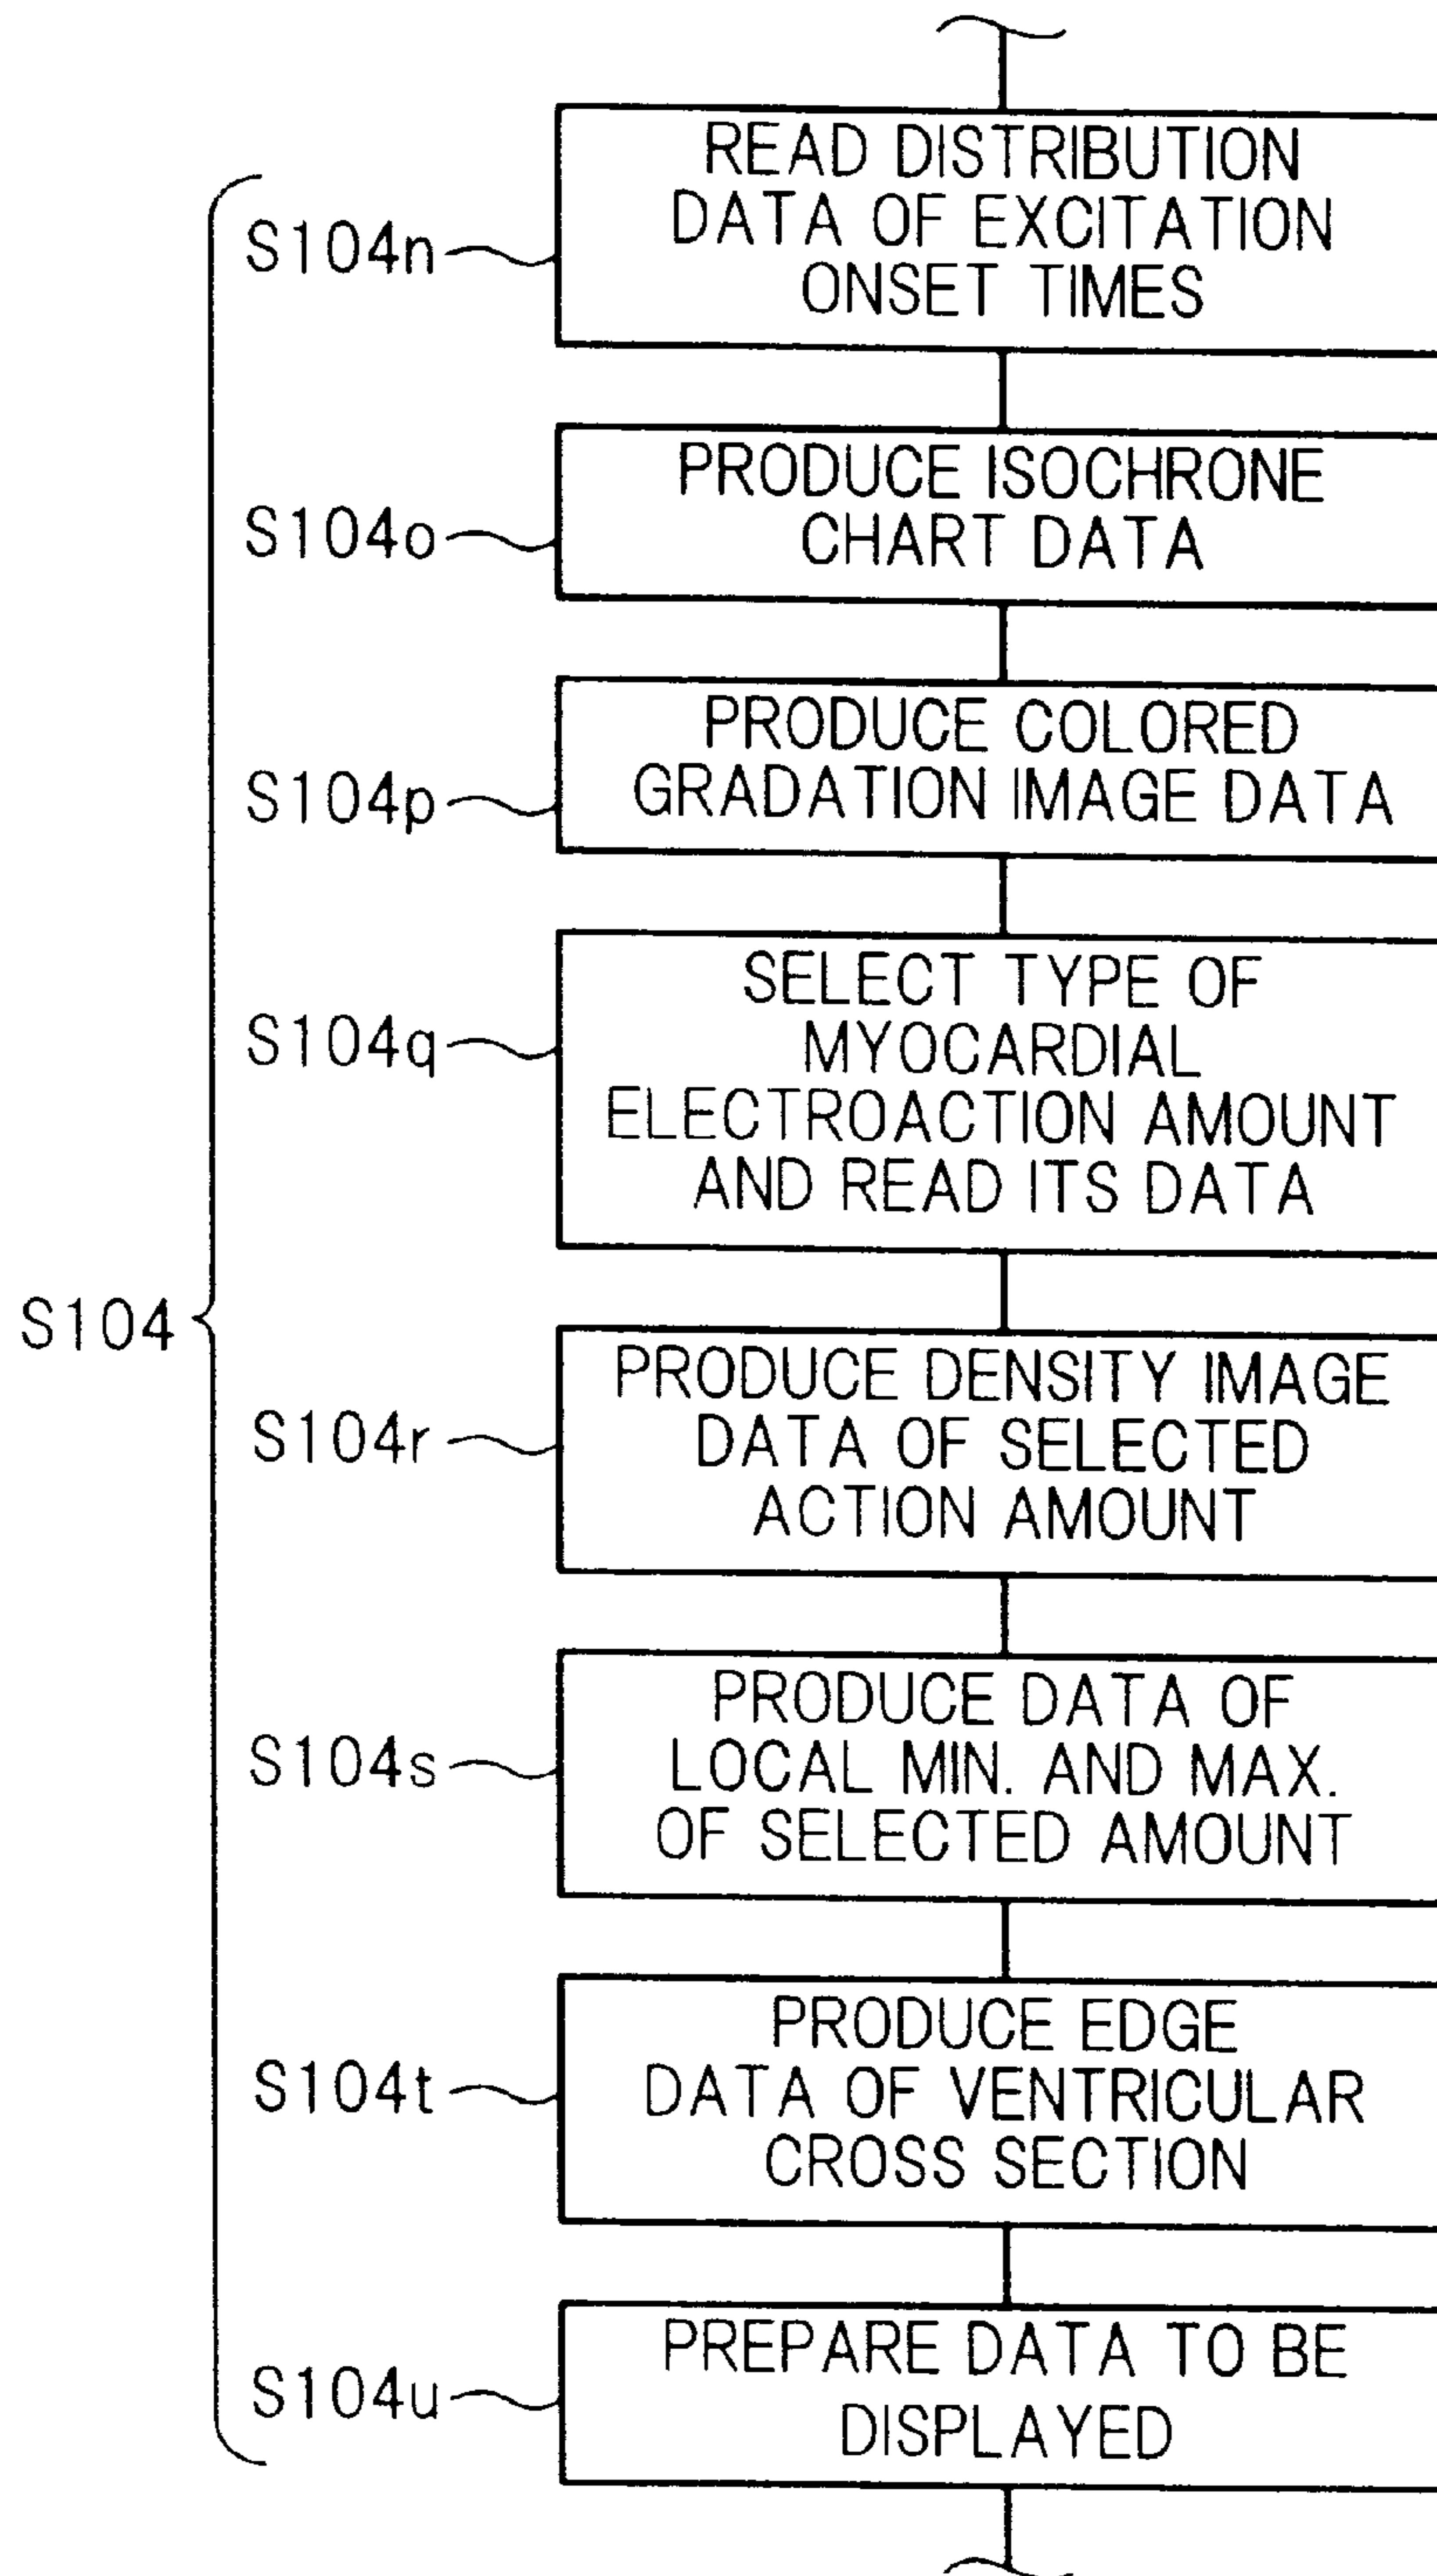 READ DISTRIBUTION
DATA OF EXCITATION
ONSET TIMES
S104n
PRODUCE ISOCHRONE
CHART DATA
S104o
PRODUCE COLORED
GRADATION IMAGE DATA
S104p
SELECT TYPE OF
MYOCARDIAL
ELECTROACTION AMOUNT
AND READ ITS DATA
S104q
S104
PRODUCE DENSITY IMAGE
DATA OF SELECTED
ACTION AMOUNT
S104r
PRODUCE DATA OF
LOCAL MIN. AND MAX.
OF SELECTED AMOUNT
S104s
PRODUCE EDGE
DATA OF VENTRICULAR
CROSS SECTION
S104t
PREPARE DATA TO BE
DISPLAYED
S104u